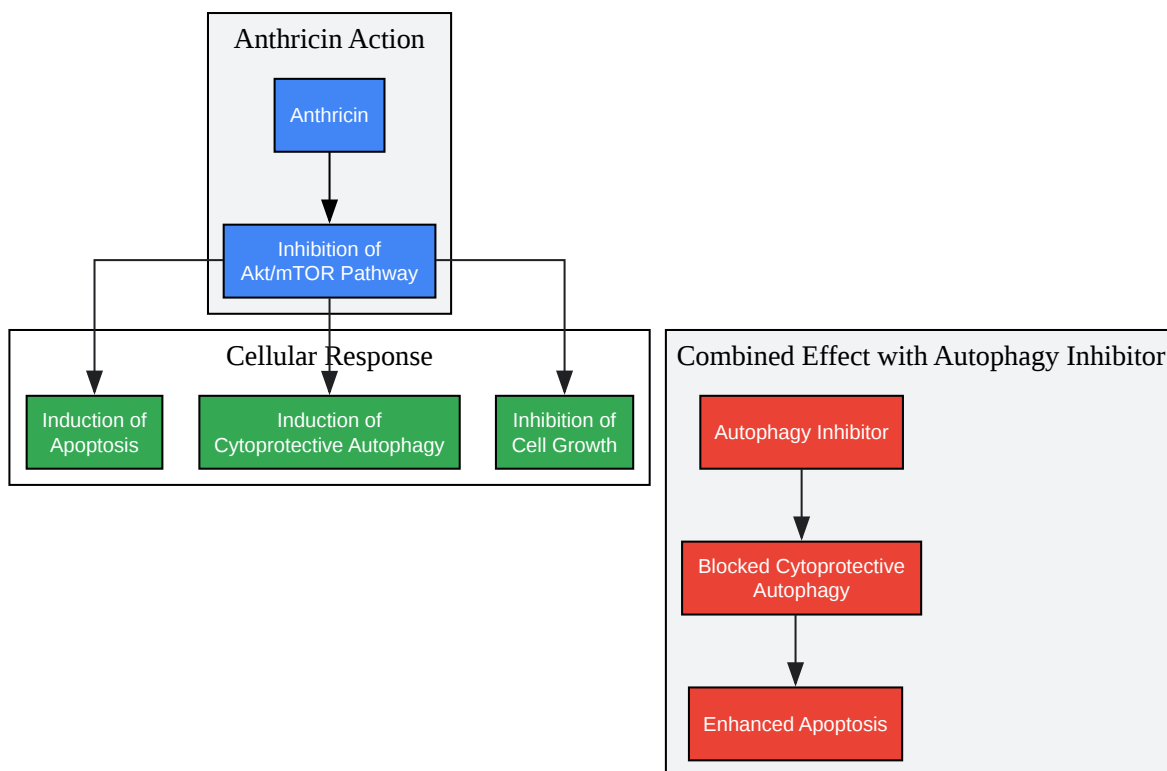 Anthricin Action
Anthricin
Inhibition of
Akt/mTOR Pathway
Cellular Response
Induction of
Apoptosis
Induction of
Cytoprotective Autophagy
Inhibition of
Cell Growth
Combined Effect with Autophagy Inhibitor
Autophagy Inhibitor
Blocked Cytoprotective
Autophagy
Enhanced Apoptosis